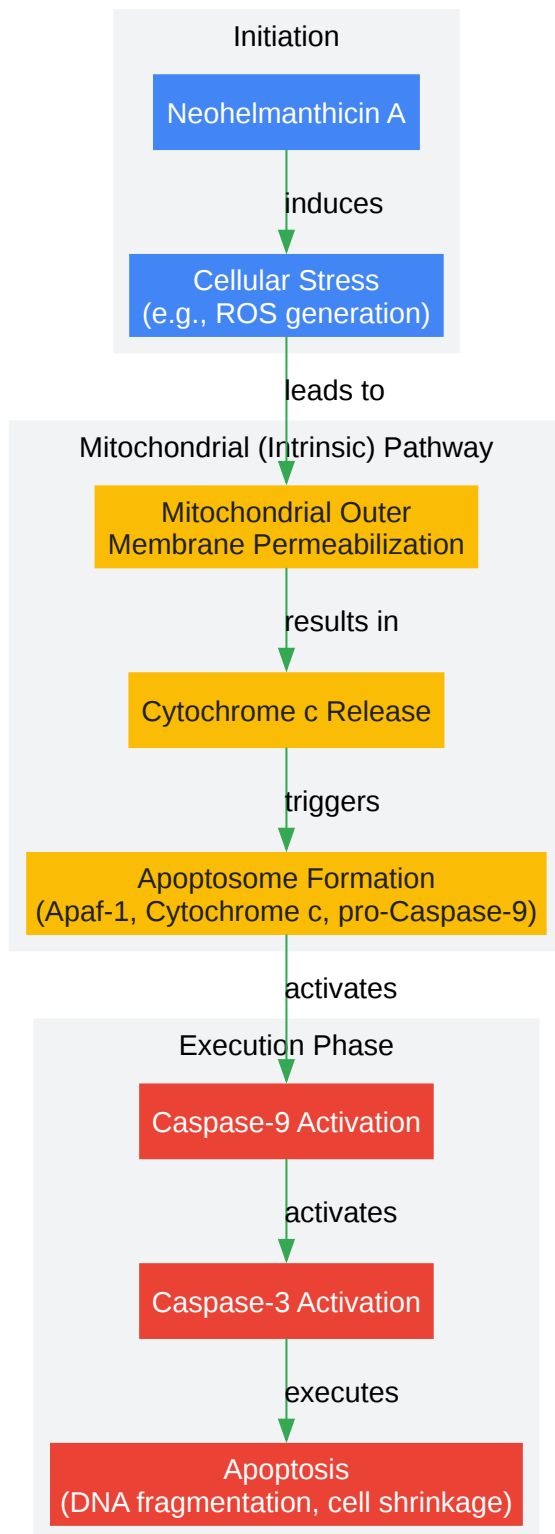 Initiation
Neohelmanthicin A
induces
Cellular Stress
(e.g., ROS generation)
leads to
Mitochondrial (Intrinsic) Pathway
Mitochondrial Outer
Membrane Permeabilization
results in
Cytochrome c Release
triggers
Apoptosome Formation
(Apaf-1, Cytochrome c, pro-Caspase-9)
activates
Execution Phase
Caspase-9 Activation
activates
Caspase-3 Activation
executes
Apoptosis
(DNA fragmentation, cell shrinkage)